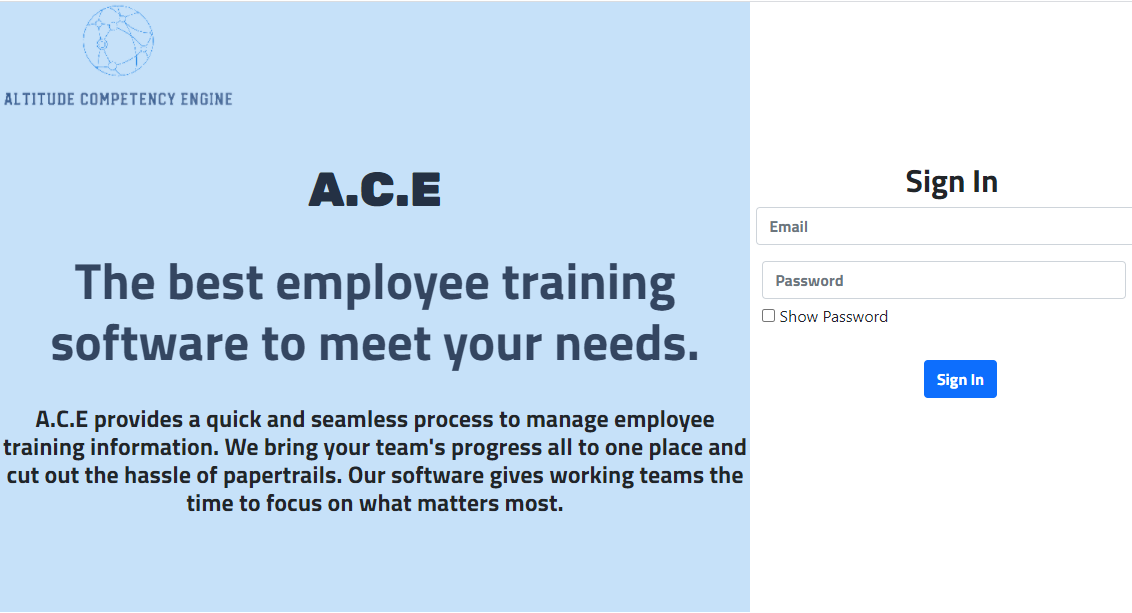 ALTITUDE COMPETENCY ENGINE
A.C.E
The best employee training
software to meet your needs.
A.C.E provides a quick and seamless process to manage employee
training information. We bring your team's progress all to one place and
cut out the hassle of papertrails. Our software gives working teams the
time to focus on what matters most.
Sign In
Email
Password
Show Password
Sign In